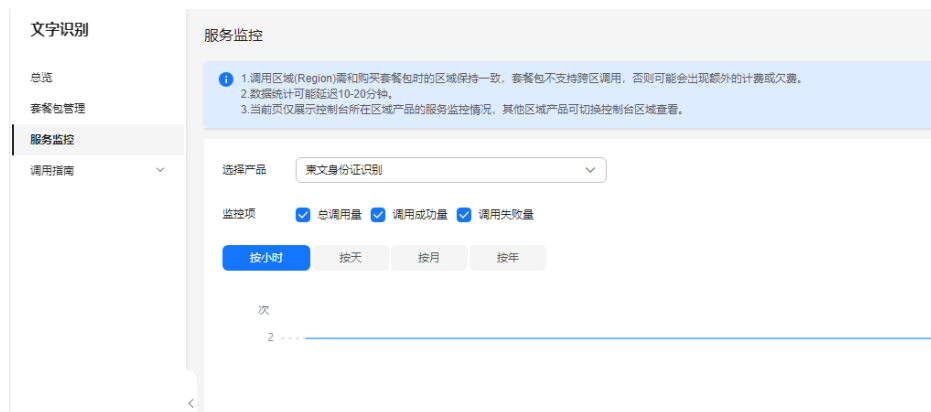 文字识别
服务监控
总览
套餐包管理
服务监控
调用指南
1.调用区域(Region)需和购买套餐包时的区域保持一致，套餐包不支持跨区调用，否则可能会出现额外的计费或欠费。
2.数据统计可能延迟10-20分钟。
3.当前页仅展示控制台所在区域产品的服务监控情况，其他区域产品可切换控制台区域查看。
选择产品 柬文身份证识别
监控项 总调用量 调用成功量 调用失败量
按小时 按天 按月 按年
次
2